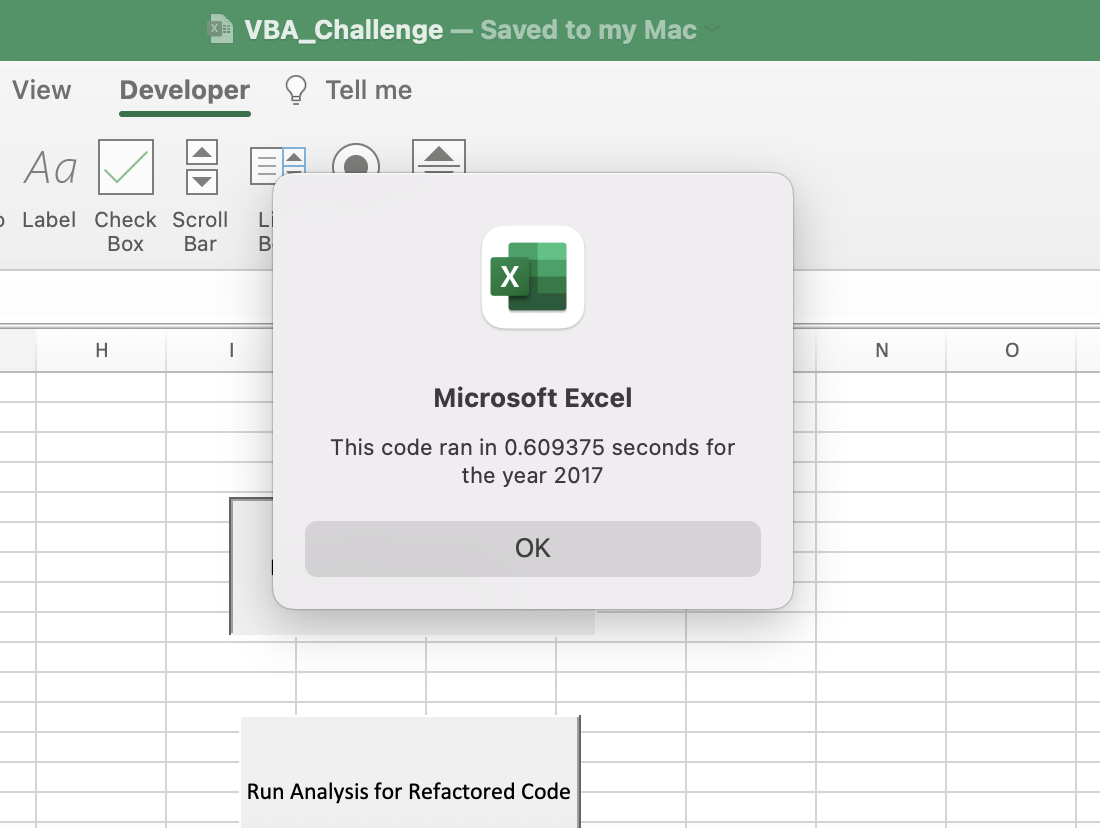 VBA_Challenge — Saved to my Mac
View Developer Tell me
Aa
Label Check Scroll
Box Bar
X
Microsoft Excel
H I N O
This code ran in 0.609375 seconds for
the year 2017
OK
Run Analysis for Refactored Code